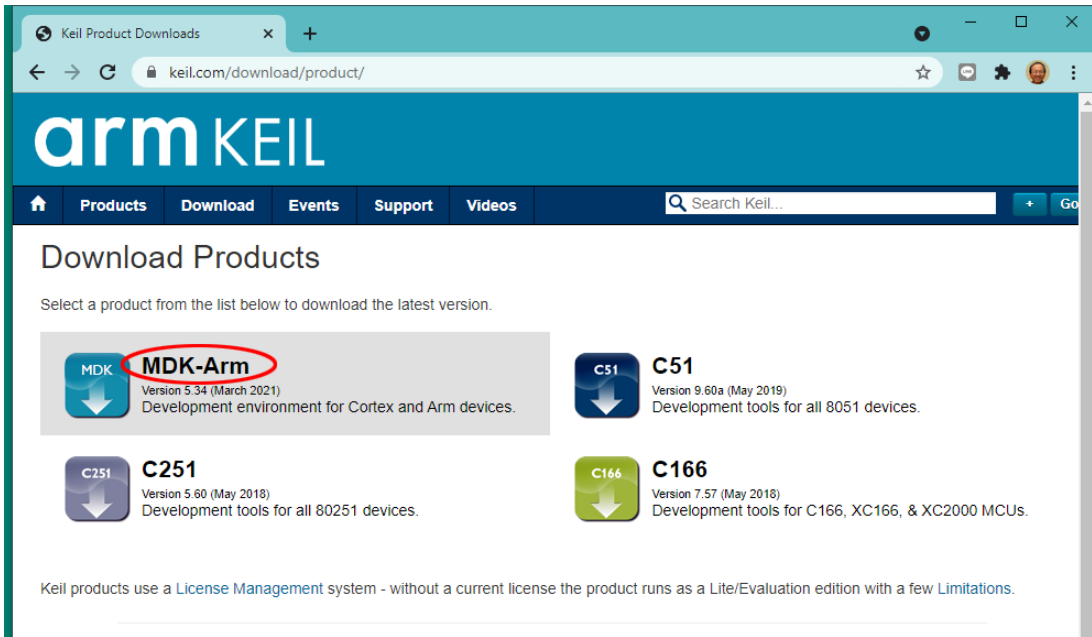 Keil Product Downloads
keil.com/download/product/
arm KEIL
Products Download Events Support Videos Search Keil... + Go
Download Products
Select a product from the list below to download the latest version.
MDK
MDK-Arm
Version 5.34 (March 2021)
Development environment for Cortex and Arm devices.
C51
C51
Version 9.60a (May 2019)
Development tools for all 8051 devices.
C251
C251
Version 5.60 (May 2018)
Development tools for all 80251 devices.
C166
C166
Version 7.57 (May 2018)
Development tools for C166, XC166, & XC2000 MCUs.
Keil products use a License Management system - without a current license the product runs as a Lite/Evaluation edition with a few Limitations.